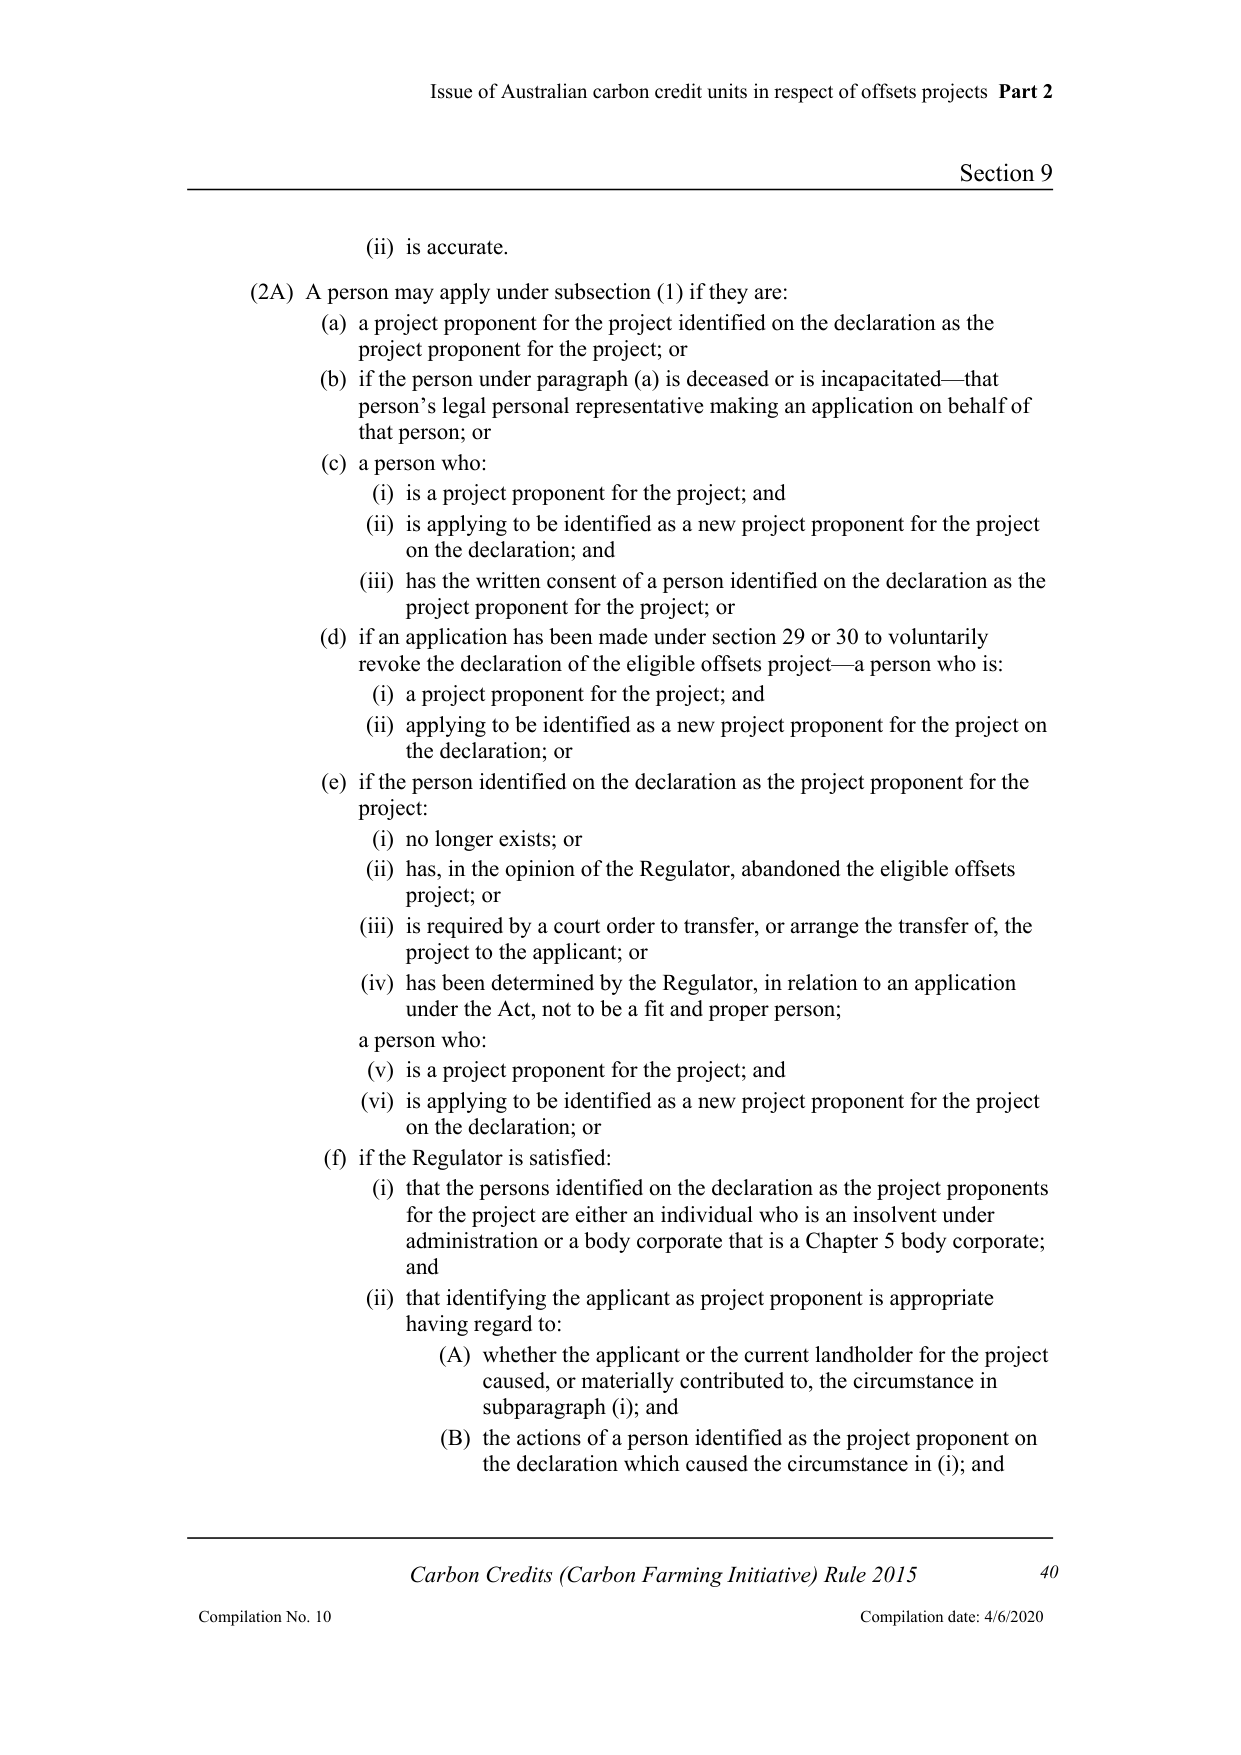 Issue of Australian carbon credit units in respect of offsets projects Part 2
Section 9
(ii) is accurate.
(2A) A person may apply under subsection (1) if they are:
(a) a project proponent for the project identified on the declaration as the
project proponent for the project; or
(b) if the person under paragraph (a) is deceased or is incapacitated—that
person’s legal personal representative making an application on behalf of
that person; or
(c) a person who:
(i) is a project proponent for the project; and
(ii) is applying to be identified as a new project proponent for the project
on the declaration; and
(iii) has the written consent of a person identified on the declaration as the
project proponent for the project; or
(d) if an application has been made under section 29 or 30 to voluntarily
revoke the declaration of the eligible offsets project—a person who is:
(i) a project proponent for the project; and
(ii) applying to be identified as a new project proponent for the project on
the declaration; or
(e) if the person identified on the declaration as the project proponent for the
project:
(i) no longer exists; or
(ii) has, in the opinion of the Regulator, abandoned the eligible offsets
project; or
(iii) is required by a court order to transfer, or arrange the transfer of, the
project to the applicant; or
(iv) has been determined by the Regulator, in relation to an application
under the Act, not to be a fit and proper person;
a person who:
(v) is a project proponent for the project; and
(vi) is applying to be identified as a new project proponent for the project
on the declaration; or
(f) if the Regulator is satisfied:
(i) that the persons identified on the declaration as the project proponents
for the project are either an individual who is an insolvent under
administration or a body corporate that is a Chapter 5 body corporate;
and
(ii) that identifying the applicant as project proponent is appropriate
having regard to:
(A) whether the applicant or the current landholder for the project
caused, or materially contributed to, the circumstance in
subparagraph (i); and
(B) the actions of a person identified as the project proponent on
the declaration which caused the circumstance in (i); and
Carbon Credits (Carbon Farming Initiative) Rule 2015 40
Compilation No. 10 Compilation date: 4/6/2020